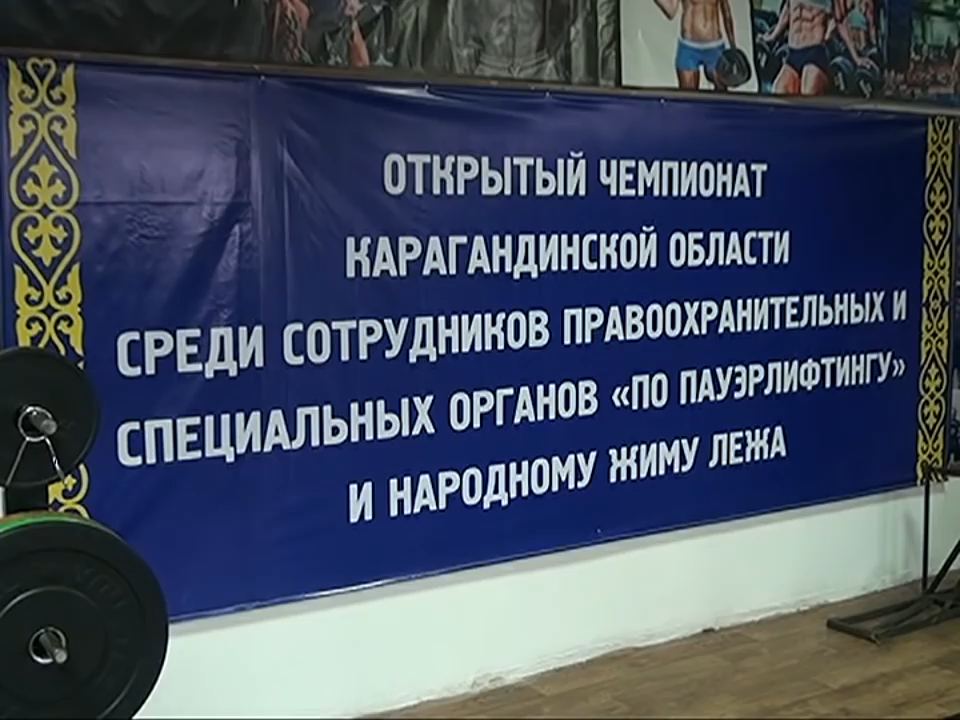 ОТКРЫТЫЙ ЧЕМПИОНАТ
КАРАГАНДИНСКОЙ ОБЛАСТИ
СРЕДИ СОТРУДНИКОВ ПРАВООХРАНИТЕЛЬНЫХ И
СПЕЦИАЛЬНЫХ ОРГАНОВ «ПО ПАУЭРЛИФТИНГУ»
И НАРОДНОМУ ЖИМУ ЛЕЖА